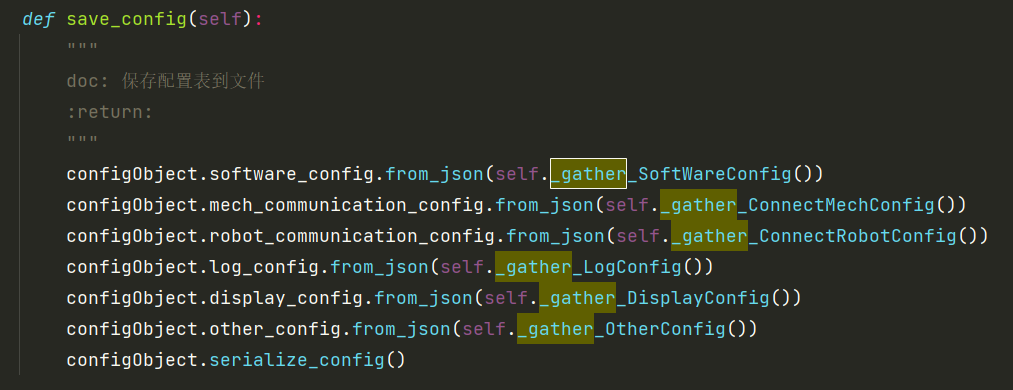 def save_config(self):
"""
doc: 保存配置表到文件
:return:
"""
configObject.software_config.from_json(self._gather_SoftWareConfig())
configObject.mech_communication_config.from_json(self._gather_ConnectMechConfig())
configObject.robot_communication_config.from_json(self._gather_ConnectRobotConfig())
configObject.log_config.from_json(self._gather_LogConfig())
configObject.display_config.from_json(self._gather_DisplayConfig())
configObject.other_config.from_json(self._gather_OtherConfig())
configObject.serialize_config()